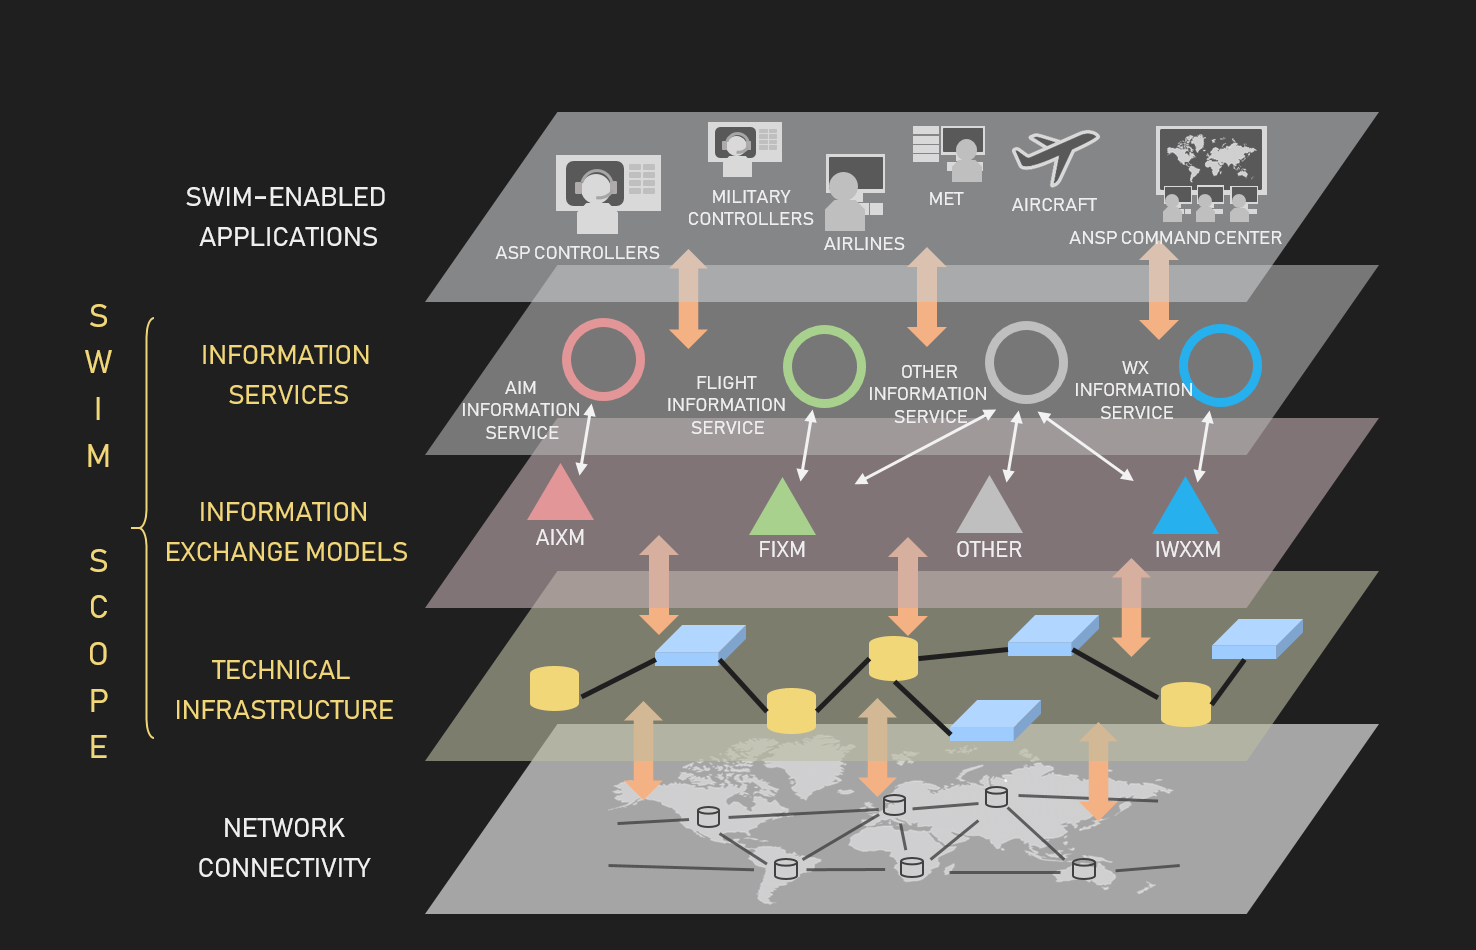 SWIM-ENABLED
APPLICATIONS
ASP CONTROLLERS
MILITARY
CONTROLLERS
AIRLINES
MET
AIRCRAFT
ANSP COMMAND CENTER
S
W
I
M
S
C
O
P
E
INFORMATION
SERVICES
AIM
INFORMATION
SERVICE
FLIGHT
INFORMATION
SERVICE
OTHER
INFORMATION
SERVICE
WX
INFORMATION
SERVICE
INFORMATION
EXCHANGE MODELS
AIXM
FIXM
OTHER
IWXXM
TECHNICAL
INFRASTRUCTURE
NETWORK
CONNECTIVITY